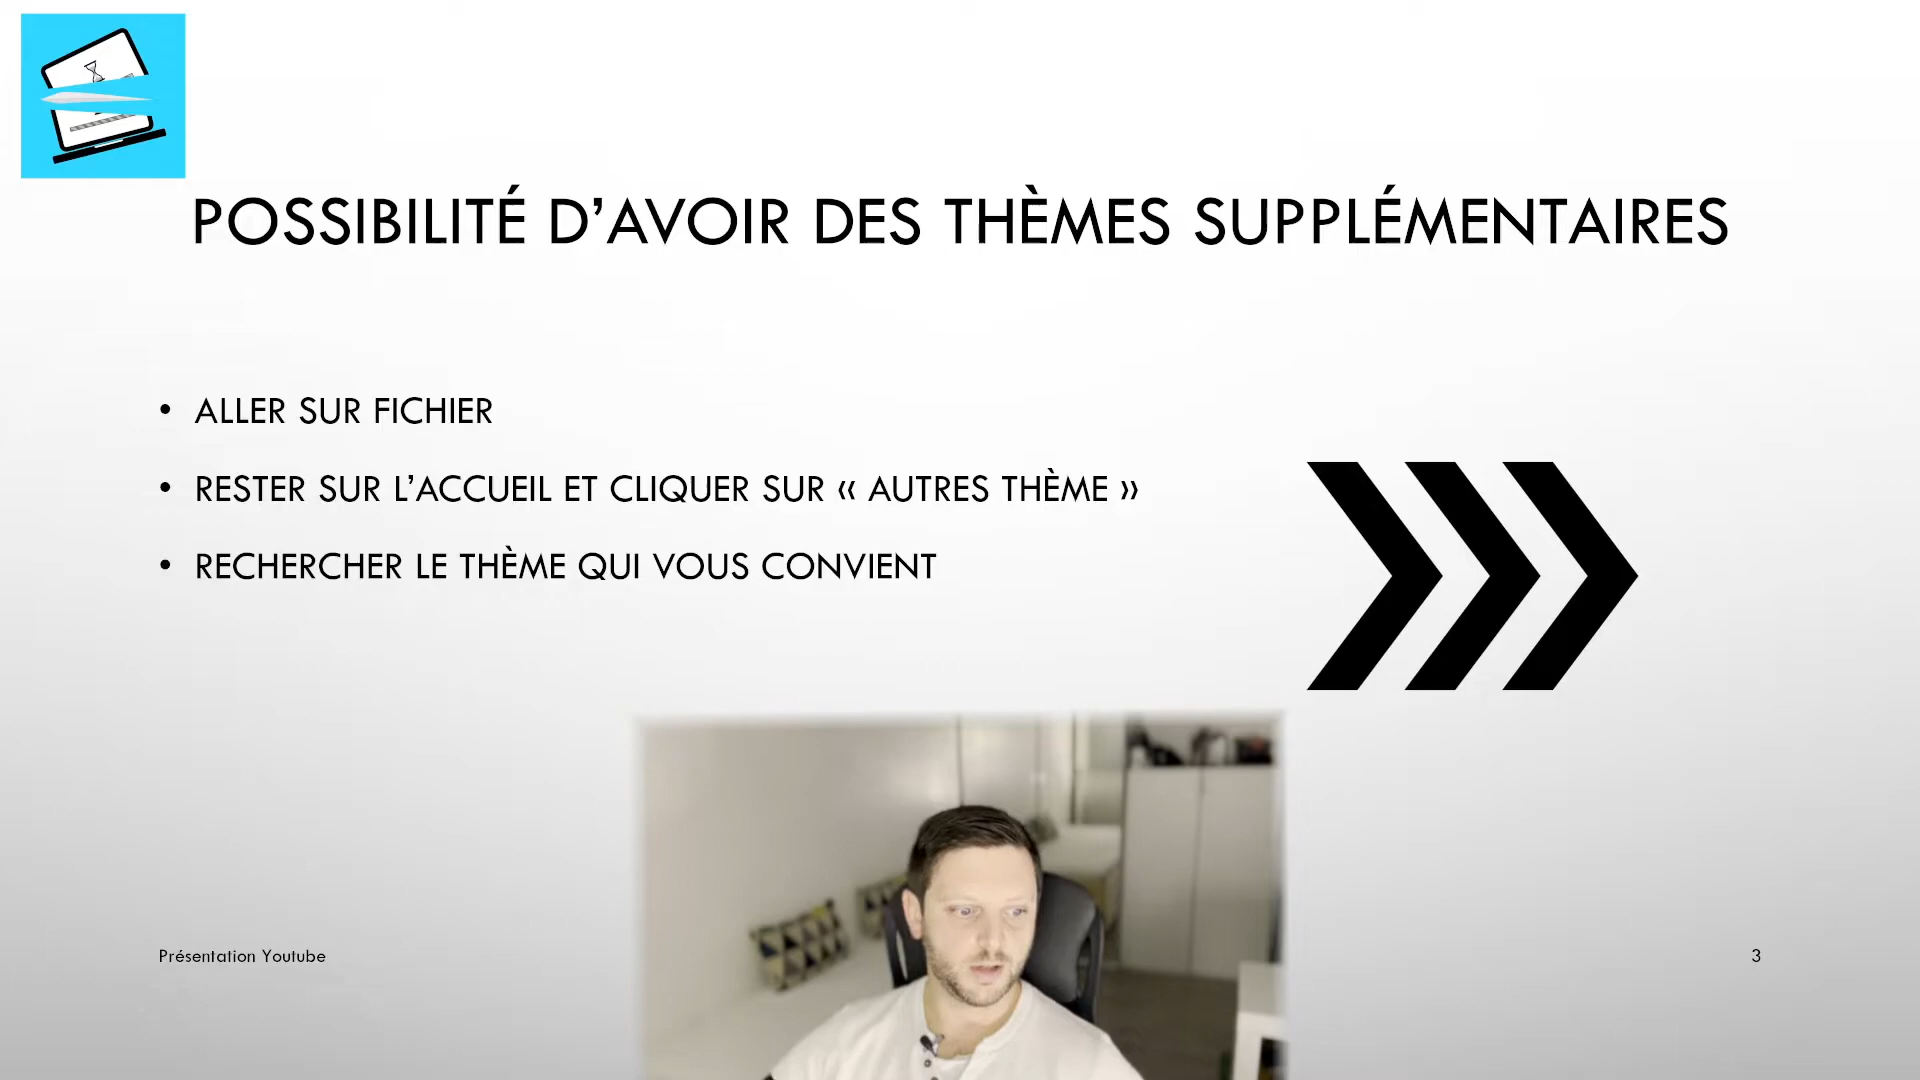 POSSIBILITÉ D’AVOIR DES THÈMES SUPPLÉMENTAIRES
• ALLER SUR FICHIER
• RESTER SUR L’ACCUEIL ET CLIQUER SUR « AUTRES THÈME »
• RECHERCHER LE THÈME QUI VOUS CONVIENT
Présentation Youtube
3